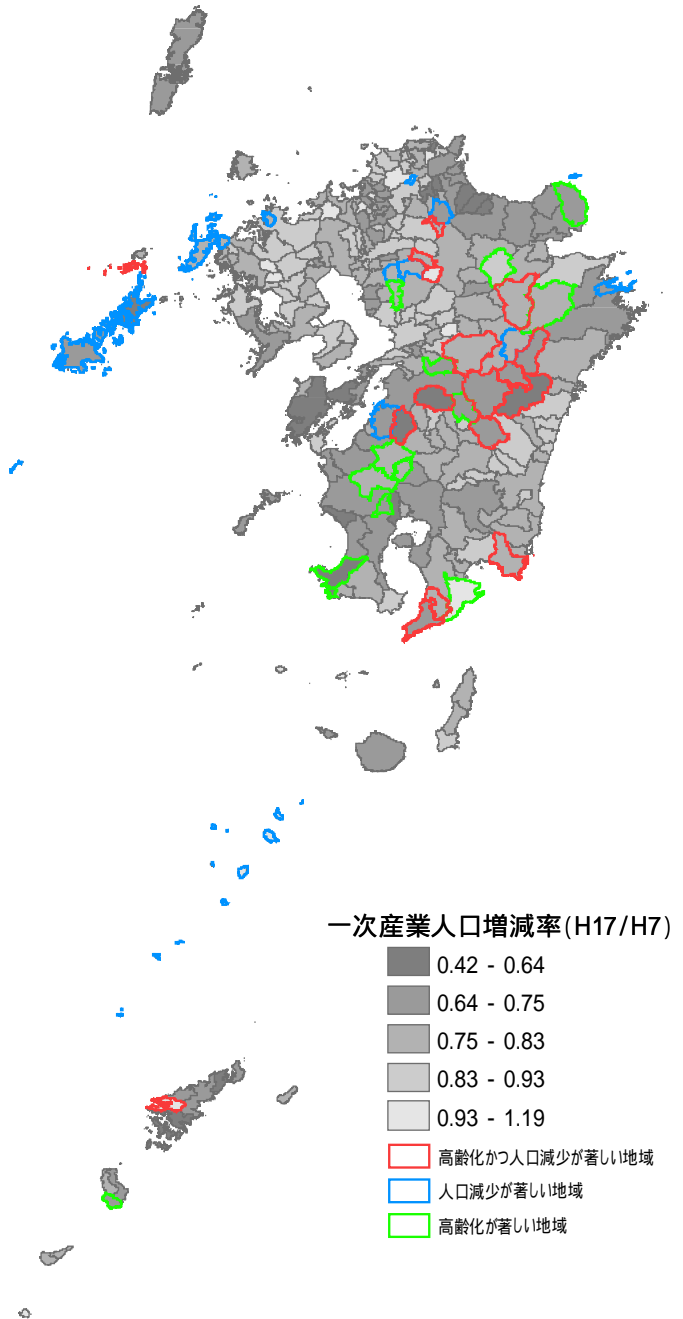 一次産業人口増減率(H17/H7)
0.42 - 0.64
0.64 - 0.75
0.75 - 0.83
0.83 - 0.93
0.93 - 1.19
高齢化かつ人口減少が著しい地域
人口減少が著しい地域
高齢化が著しい地域